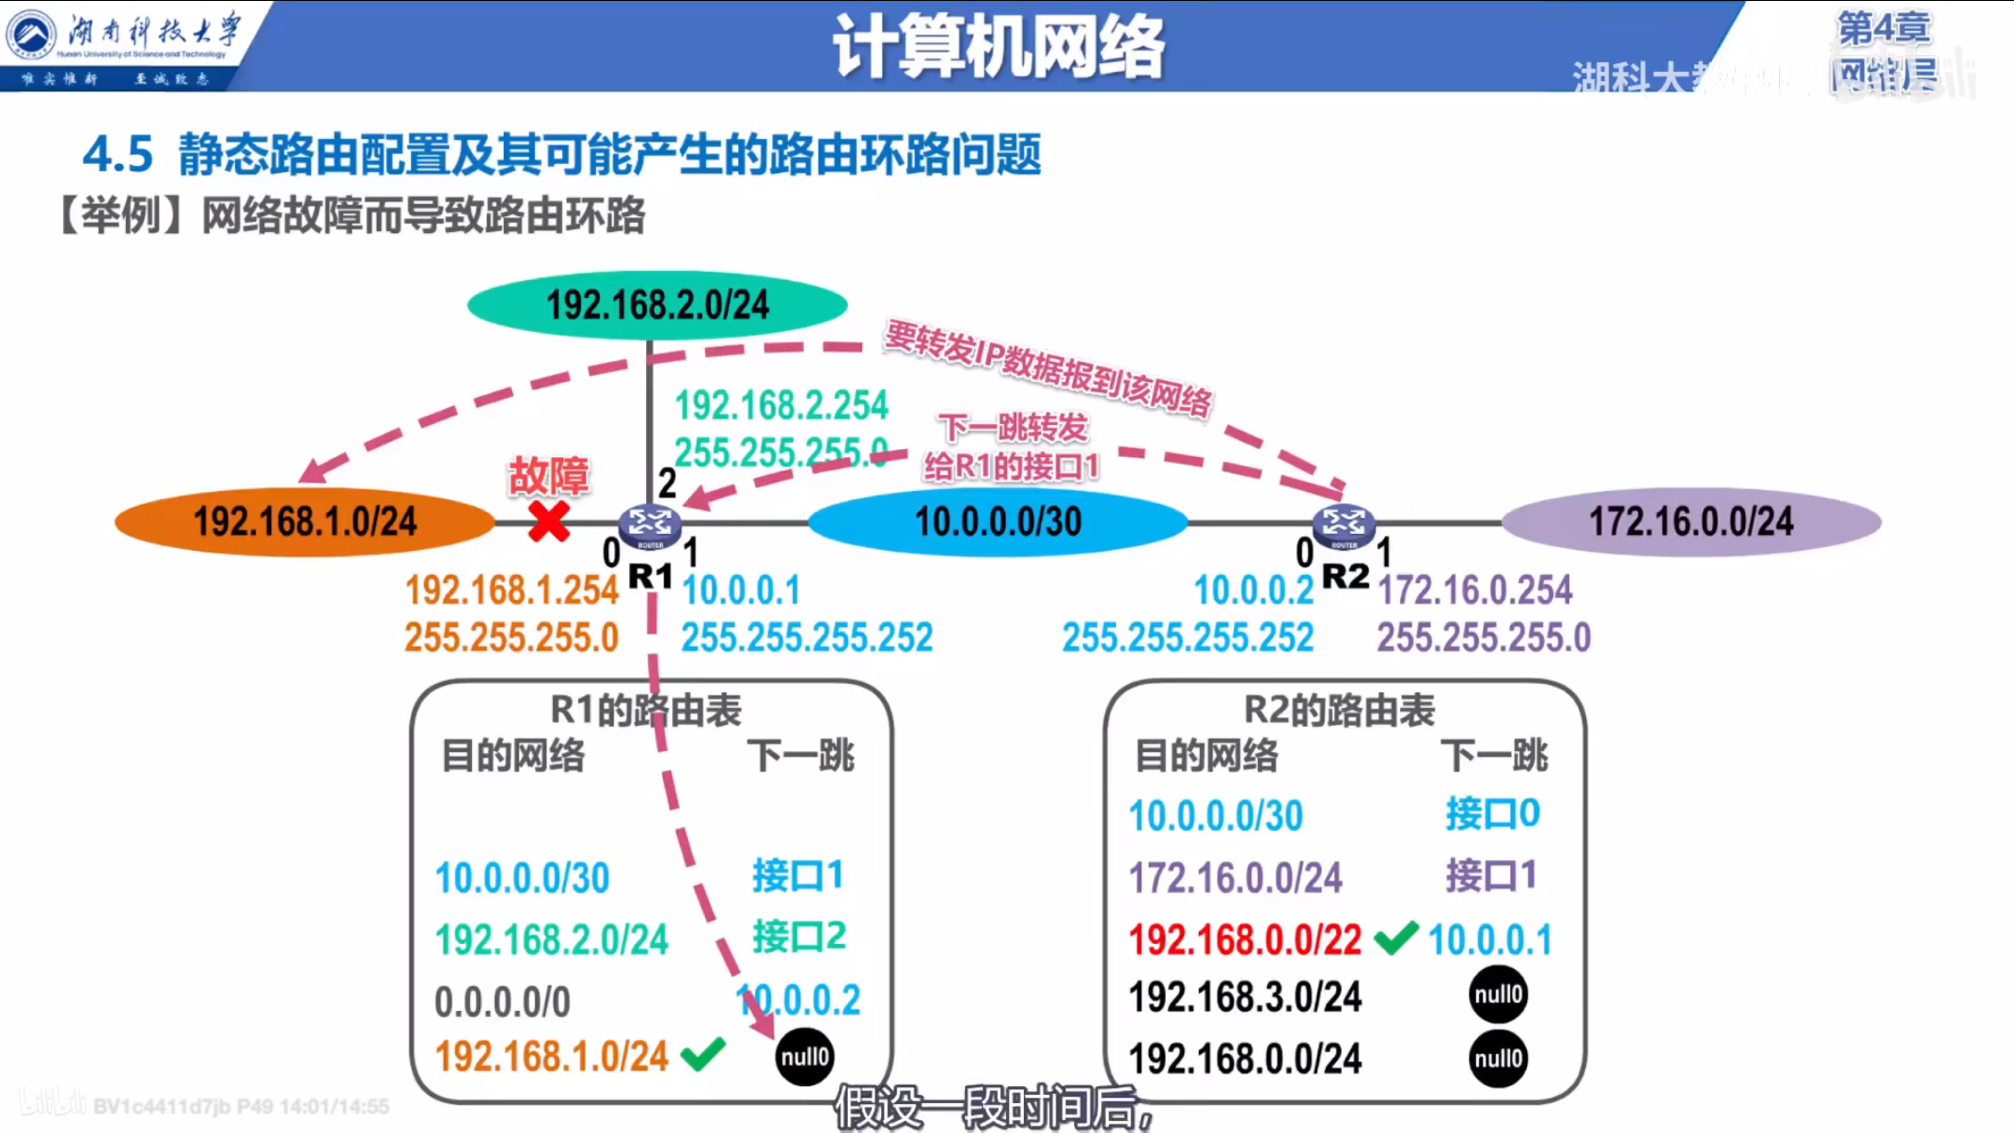 湖南科技大学
Hunan University of Science and Technology
唯实惟新 至诚致志
计算机网络
第4章
网络层
湖科大教
4.5 静态路由配置及其可能产生的路由环路问题
【举例】网络故障而导致路由环路
192.168.2.0/24
要转发IP数据报到该网络
192.168.2.254
255.255.255.0
下一跳转发
给R1的接口1
故障
2
192.168.1.0/24
ROUTER
10.0.0.0/30
ROUTER
172.16.0.0/24
0
R1
1
0
R2
1
192.168.1.254
255.255.255.0
10.0.0.1
255.255.255.252
10.0.0.2
255.255.255.252
172.16.0.254
255.255.255.0
R1的路由表
目的网络 下一跳
10.0.0.0/30 接口1
192.168.2.0/24 接口2
0.0.0.0/0 10.0.0.2
192.168.1.0/24 null0
R2的路由表
目的网络 下一跳
10.0.0.0/30 接口0
172.16.0.0/24 接口1
192.168.0.0/22 10.0.0.1
192.168.3.0/24 null0
192.168.0.0/24 null0
bilibili BV1c4411d7jb P49 14:01/14:55
假设一段时间后，